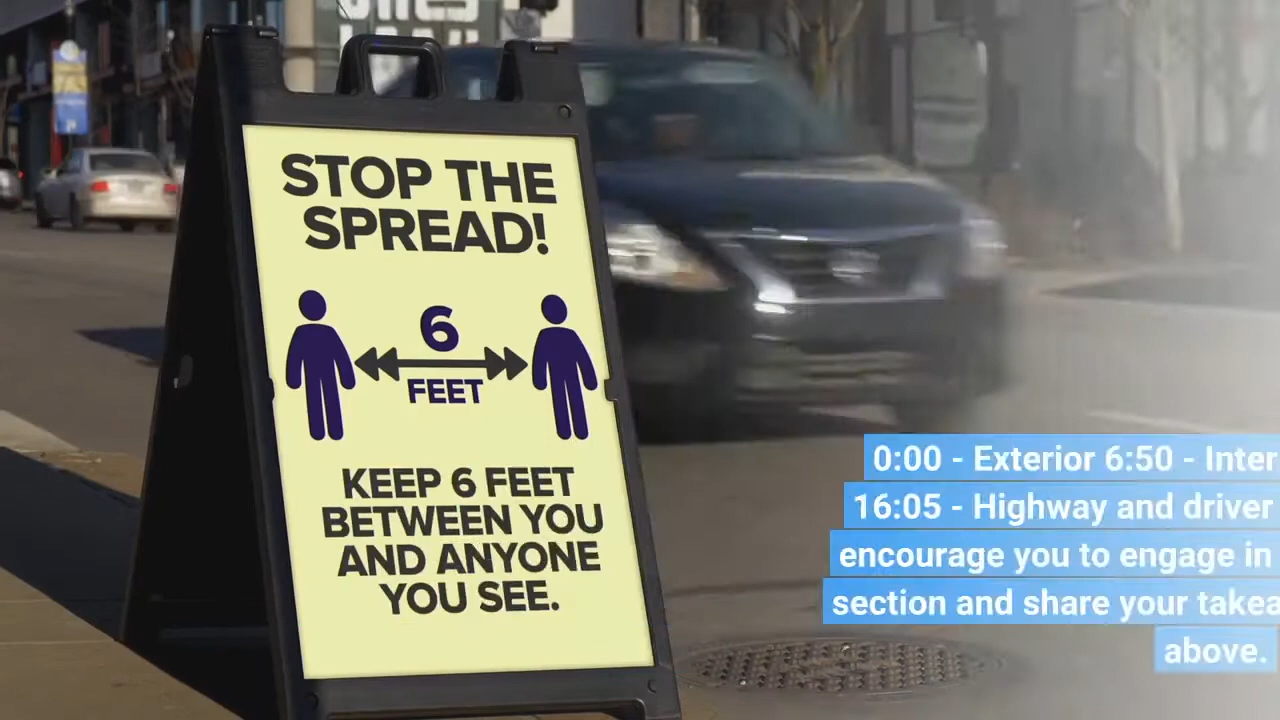 STOP THE
SPREAD!
6
FEET
KEEP 6 FEET
BETWEEN YOU
AND ANYONE
YOU SEE.
0:00 - Exterior 6:50 - Inter
16:05 - Highway and driver
encourage you to engage in
section and share your takea
above.